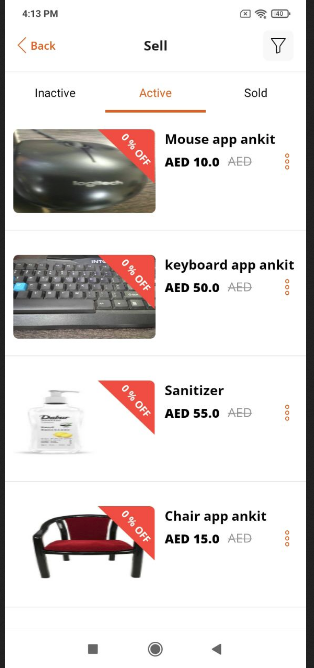 4:13 PM
40
Back
Sell
Inactive
Active
Sold
0 % OFF
logitech
Mouse app ankit
AED 10.0 AED
0 % OFF
keyboard app ankit
AED 50.0 AED
0 % OFF
Dabur
Sanitizer
AED 55.0 AED
0 % OFF
Chair app ankit
AED 15.0 AED